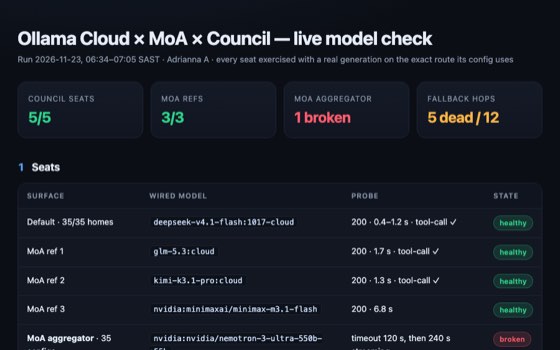 Ollama Cloud × MoA × Council — live model check
Run 2026-11-23, 06:34–07:05 SAST · Adrianna A · every seat exercised with a real generation on the exact route its config uses
COUNCIL SEATS
5/5
MOA REFS
3/3
MOA AGGREGATOR
1 broken
FALLBACK HOPS
5 dead / 12
1 Seats
SURFACE WIRED MODEL PROBE STATE
Default · 35/35 homes deepseek-v4.1-flash:1017-cloud 200 · 0.4–1.2 s · tool-call ✓ healthy
MoA ref 1 glm-5.3:cloud 200 · 1.7 s · tool-call ✓ healthy
MoA ref 2 kimi-k3.1-pro:cloud 200 · 1.3 s · tool-call ✓ healthy
MoA ref 3 nvidia:minimaxai/minimax-m3.1-flash 200 · 6.8 s healthy
MoA aggregator · 35 nvidia:nvidia/nemotron-3-ultra-550b- timeout 120 s, then 240 s broken